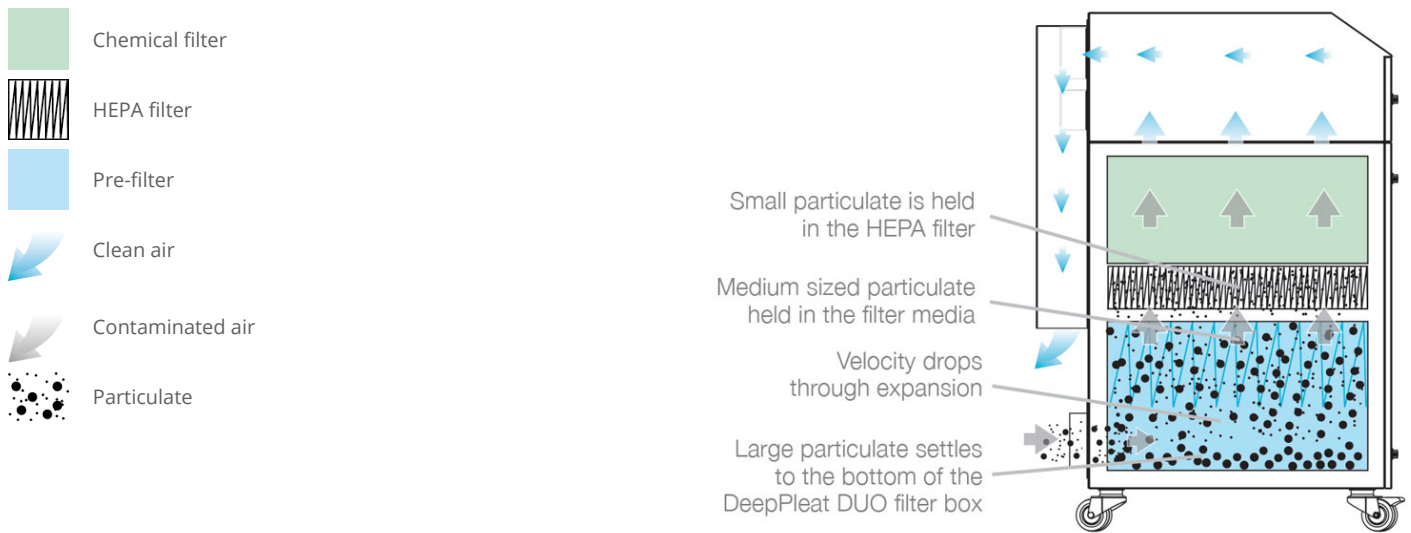 Chemical filter
HEPA filter
Pre-filter
Clean air
Contaminated air
Particulate
Small particulate is held
in the HEPA filter
Medium sized particulate
held in the filter media
Velocity drops
through expansion
Large particulate settles
to the bottom of the
DeepPleat DUO filter box